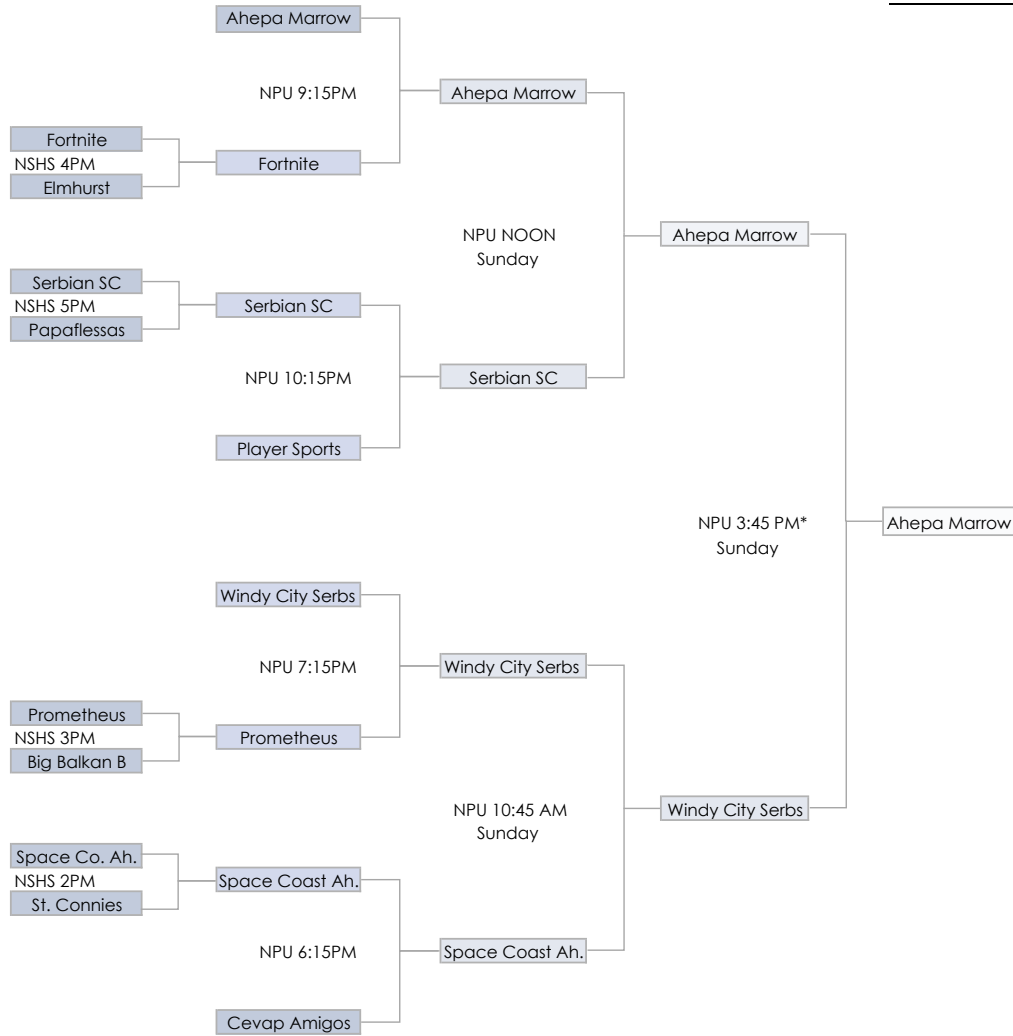 Ahepa Marrow
NPU 9:15PM
Ahepa Marrow
Fortnite
NSHS 4PM
Fortnite
Elmhurst
NPU NOON
Sunday
Ahepa Marrow
Serbian SC
NSHS 5PM
Serbian SC
Papaflessas
NPU 10:15PM
Serbian SC
Player Sports
NPU 3:45 PM*
Sunday
Ahepa Marrow
Windy City Serbs
NPU 7:15PM
Windy City Serbs
Prometheus
NSHS 3PM
Prometheus
Big Balkan B
NPU 10:45 AM
Sunday
Windy City Serbs
Space Co. Ah.
NSHS 2PM
Space Coast Ah.
St. Connies
NPU 6:15PM
Space Coast Ah.
Cevap Amigos